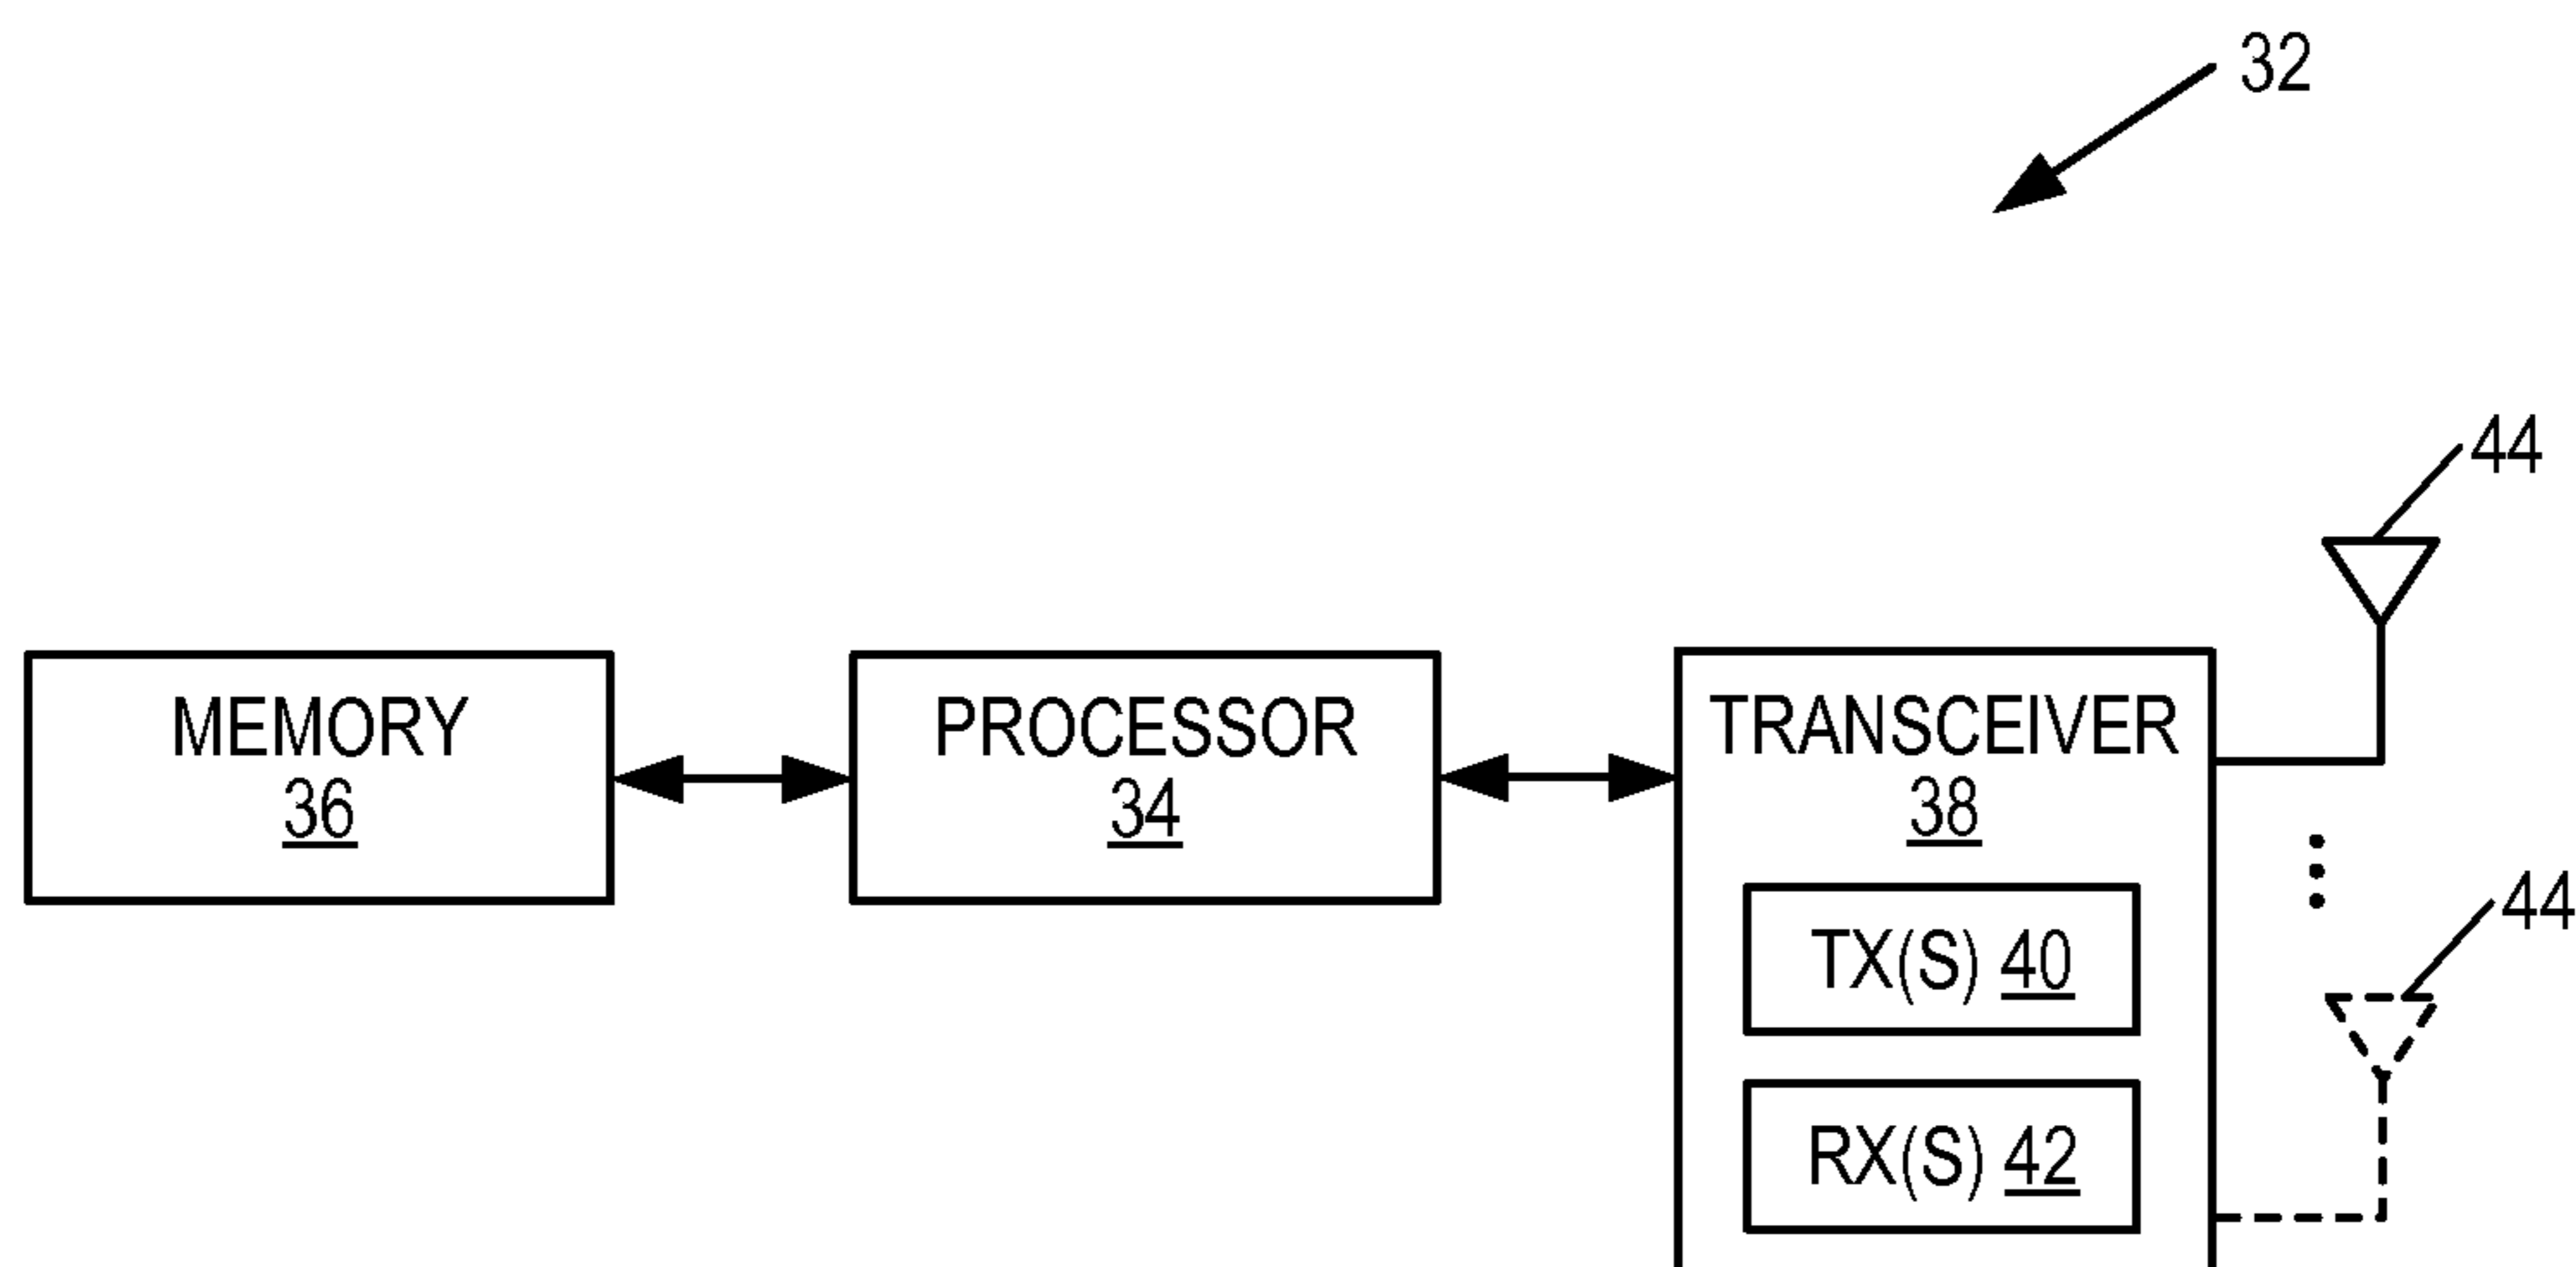 32
44
MEMORY
36
PROCESSOR
34
TRANSCEIVER
38
44
TX(S) 40
RX(S) 42